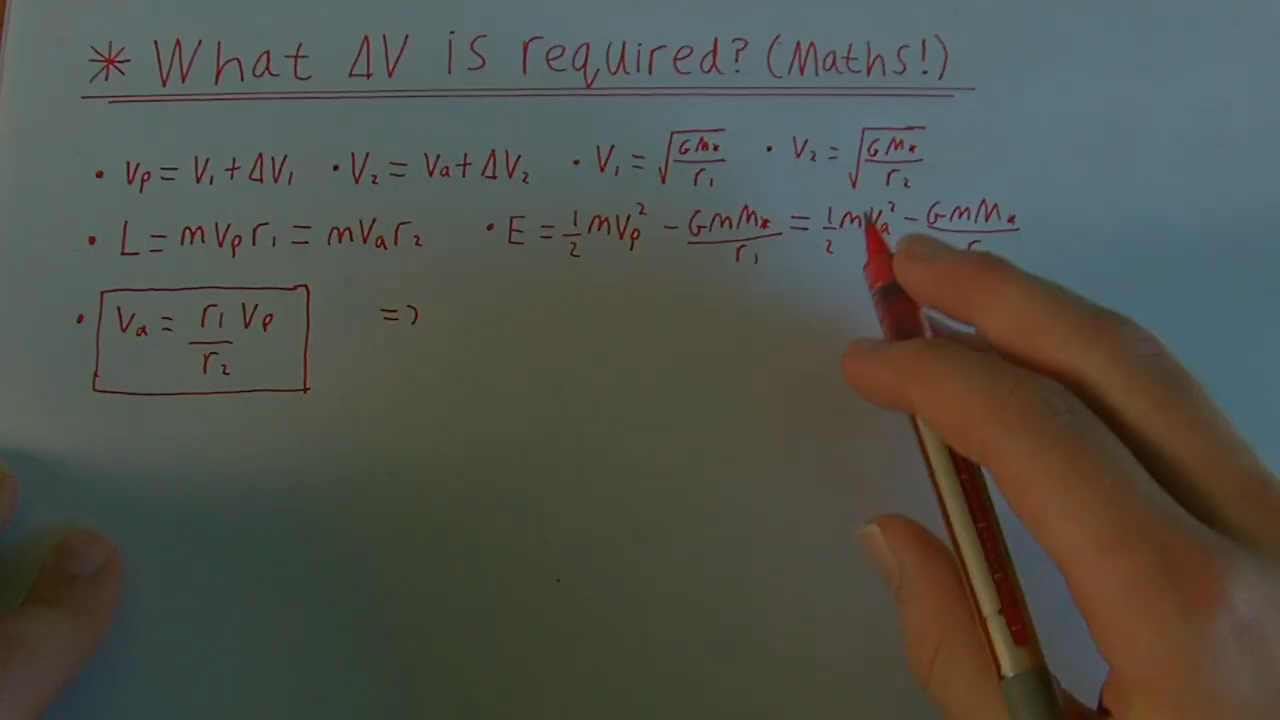 * What ΔV is required? (Maths!)
• Vp = V₁ + ΔV₁ • V₂ = Va + ΔV₂ • V₁ = √(GM*/r₁) • V₂ = √(GM*/r₂)
• L = mVpr₁ = mVar₂ • E = ½mVp² − GmM*/r₁ = ½mVa² − GmM*/r
• Va = r₁Vp/r₂ =>